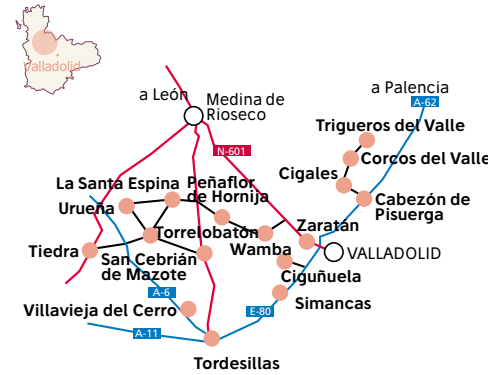 Valladolid
a León
Medina de
Rioseco
a Palencia
A-62
Trigueros del Valle
N-601
Corcos del Valle
La Santa Espina
Peñaflor
de Hornija
Cigales
Urueña
Cabezón de
Pisuerga
Torrelobatón
Zaratán
Tiedra
San Cebrián
de Mazote
Wamba
VALLADOLID
Ciguñuela
A-6
Simancas
Villavieja del Cerro
E-80
A-11
Tordesillas